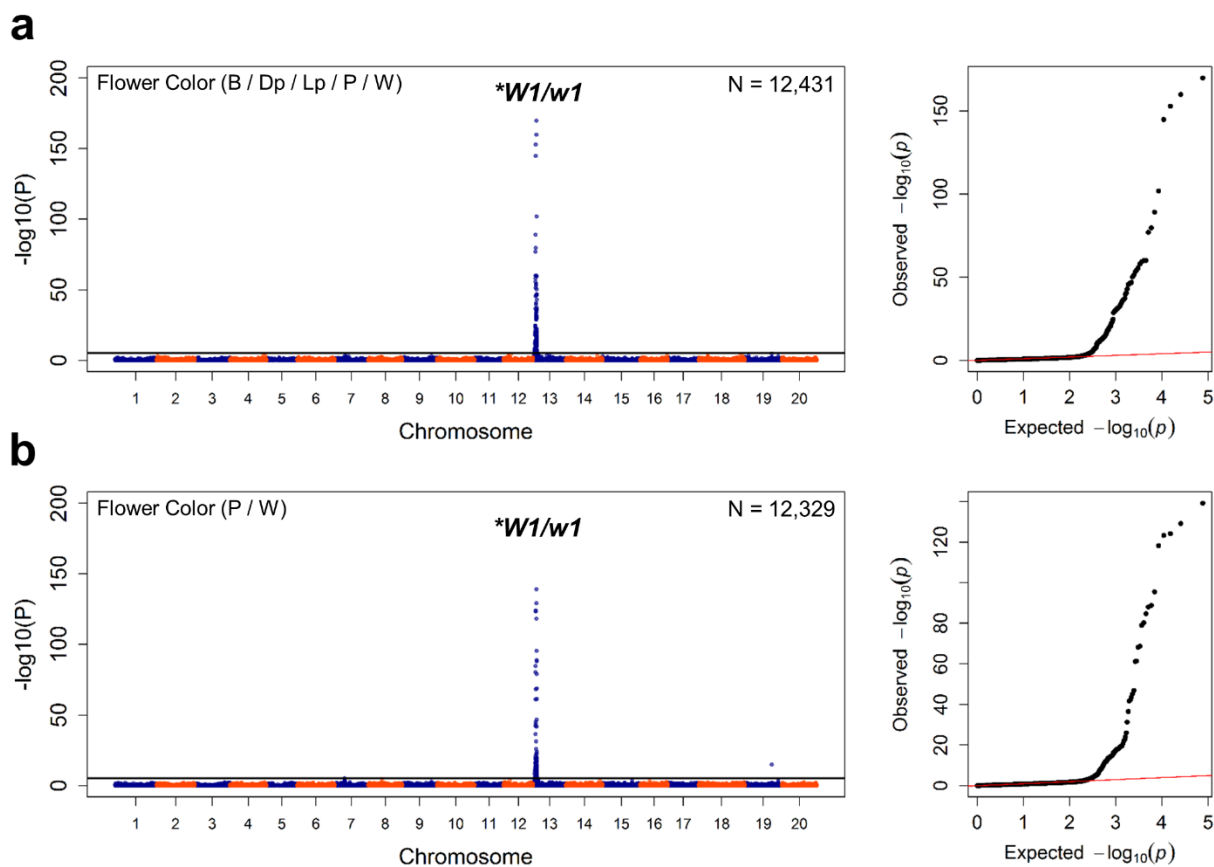 a
Flower Color (B / Dp / Lp / P / W)
*W1/w1
N = 12,431
-log10(P)
200
150
100
50
0
1 2 3 4 5 6 7 8 9 10 11 12 13 14 15 16 17 18 19 20
Chromosome
Observed −log10(p)
150
100
50
0
0 1 2 3 4 5
Expected −log10(p)
b
Flower Color (P / W)
*W1/w1
N = 12,329
-log10(P)
200
150
100
50
0
1 2 3 4 5 6 7 8 9 10 11 12 13 14 15 16 17 18 19 20
Chromosome
Observed −log10(p)
120
80
60
40
20
0
0 1 2 3 4 5
Expected −log10(p)